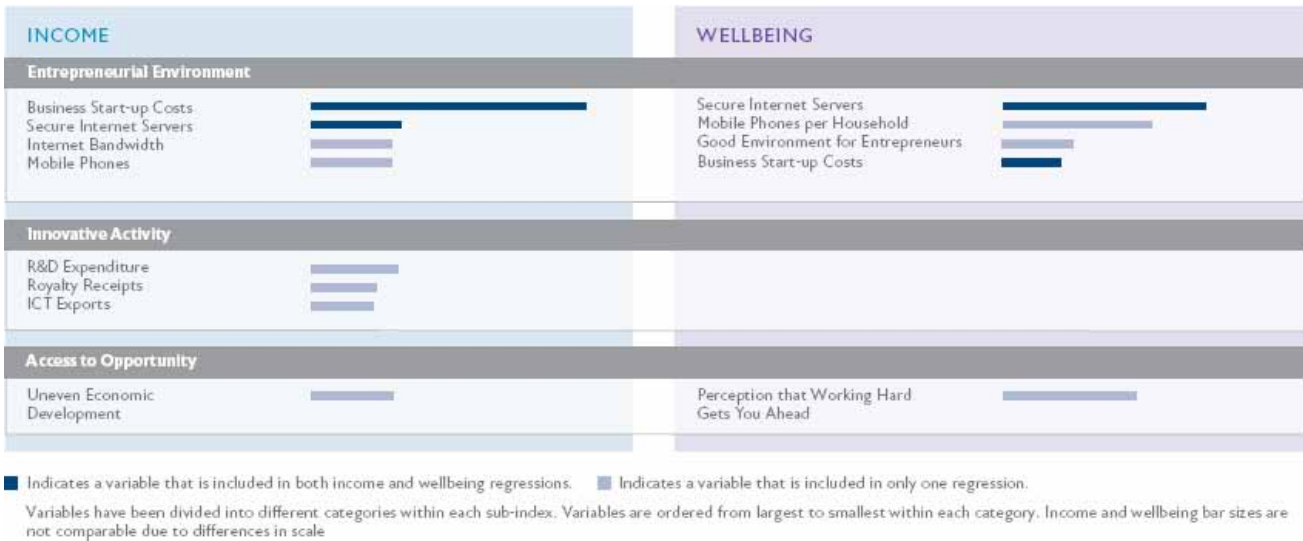 INCOME
WELLBEING
Entrepreneurial Environment
Business Start-up Costs
Secure Internet Servers
Internet Bandwidth
Mobile Phones
Secure Internet Servers
Mobile Phones per Household
Good Environment for Entrepreneurs
Business Start-up Costs
Innovative Activity
R&D Expenditure
Royalty Receipts
ICT Exports
Access to Opportunity
Uneven Economic
Development
Perception that Working Hard
Gets You Ahead
Indicates a variable that is included in both income and wellbeing regressions.
Indicates a variable that is included in only one regression.
Variables have been divided into different categories within each sub-index. Variables are ordered from largest to smallest within each category. Income and wellbeing bar sizes are
not comparable due to differences in scale